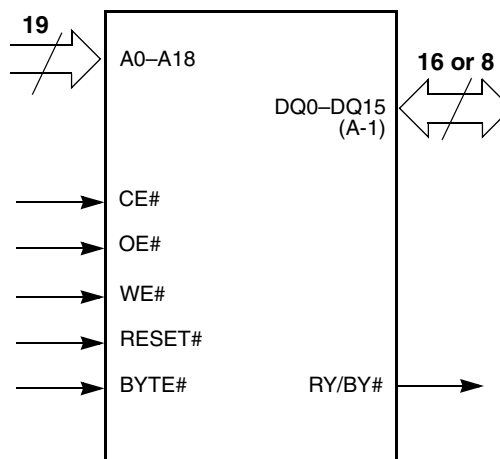 19
A0–A18
16 or 8
DQ0–DQ15
(A-1)
CE#
OE#
WE#
RESET#
BYTE#
RY/BY#